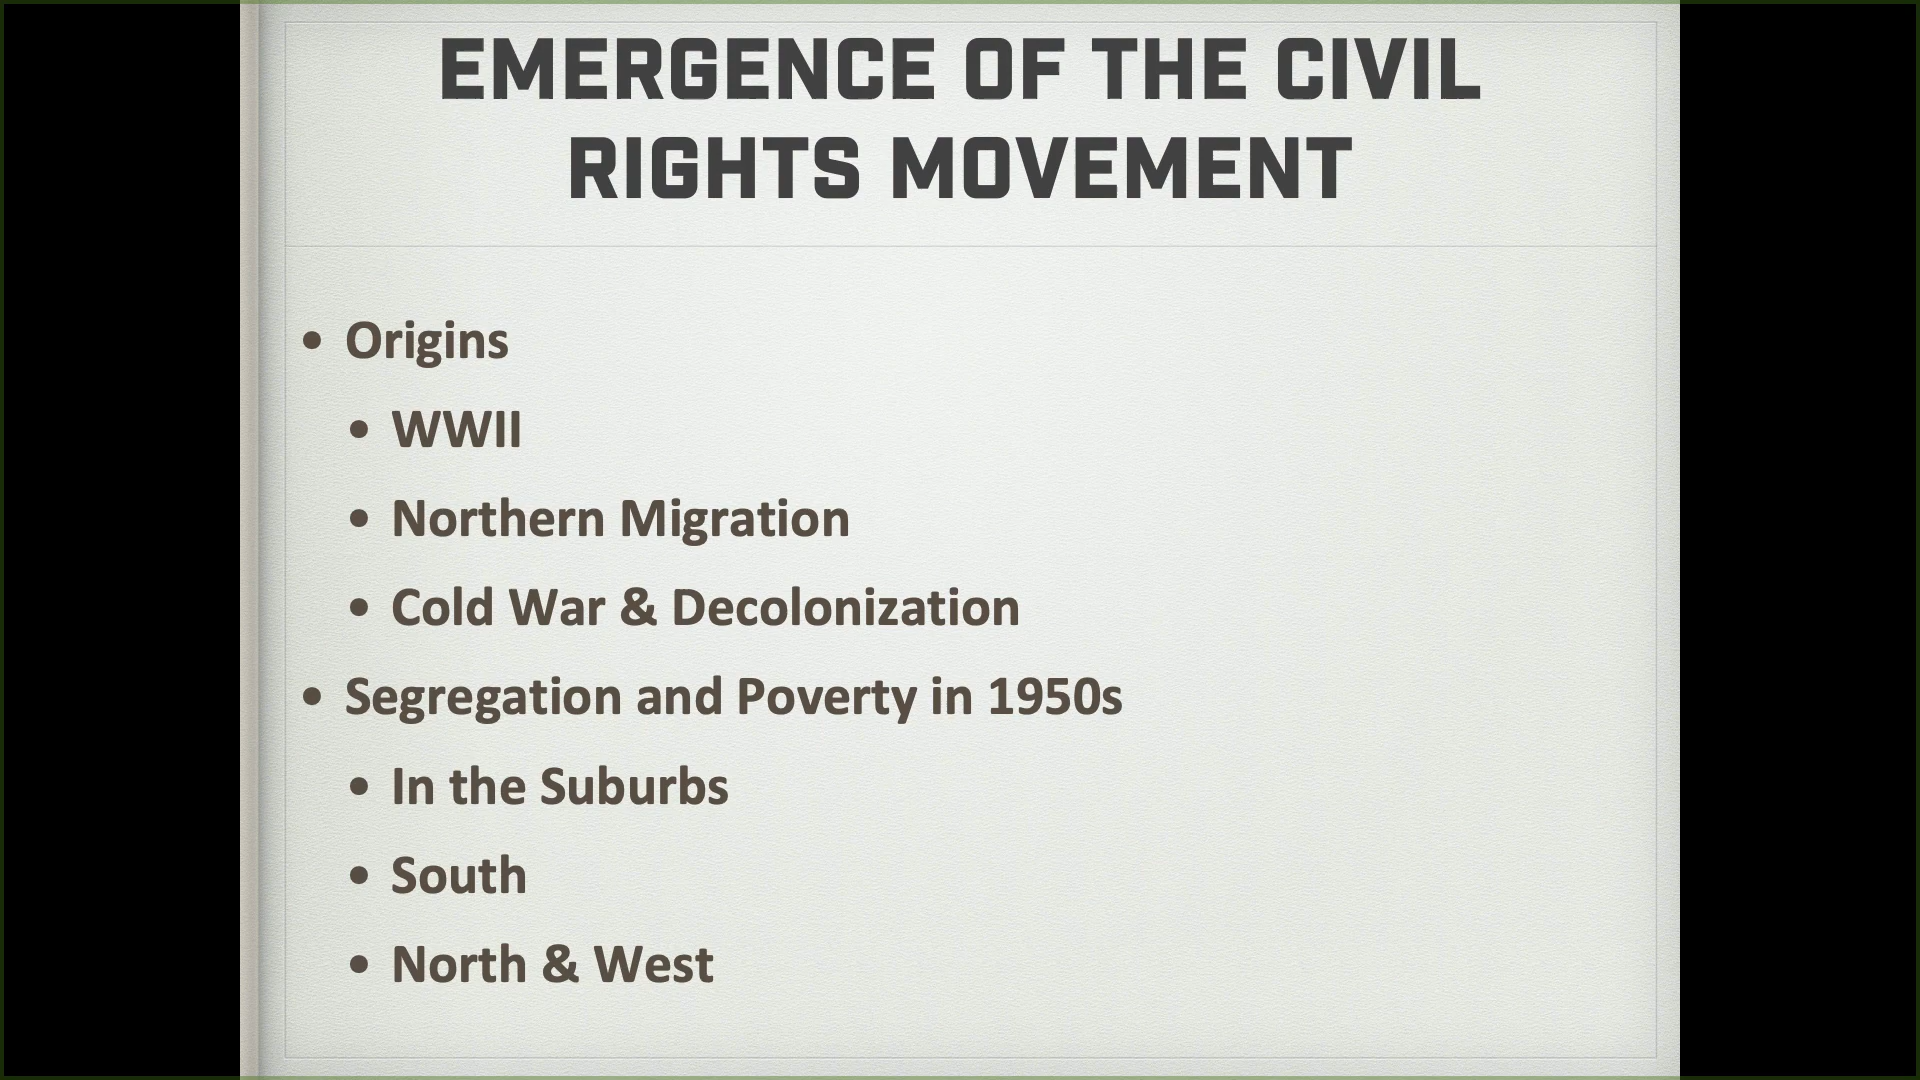 EMERGENCE OF THE CIVIL
RIGHTS MOVEMENT
• Origins
• WWII
• Northern Migration
• Cold War & Decolonization
• Segregation and Poverty in 1950s
• In the Suburbs
• South
• North & West